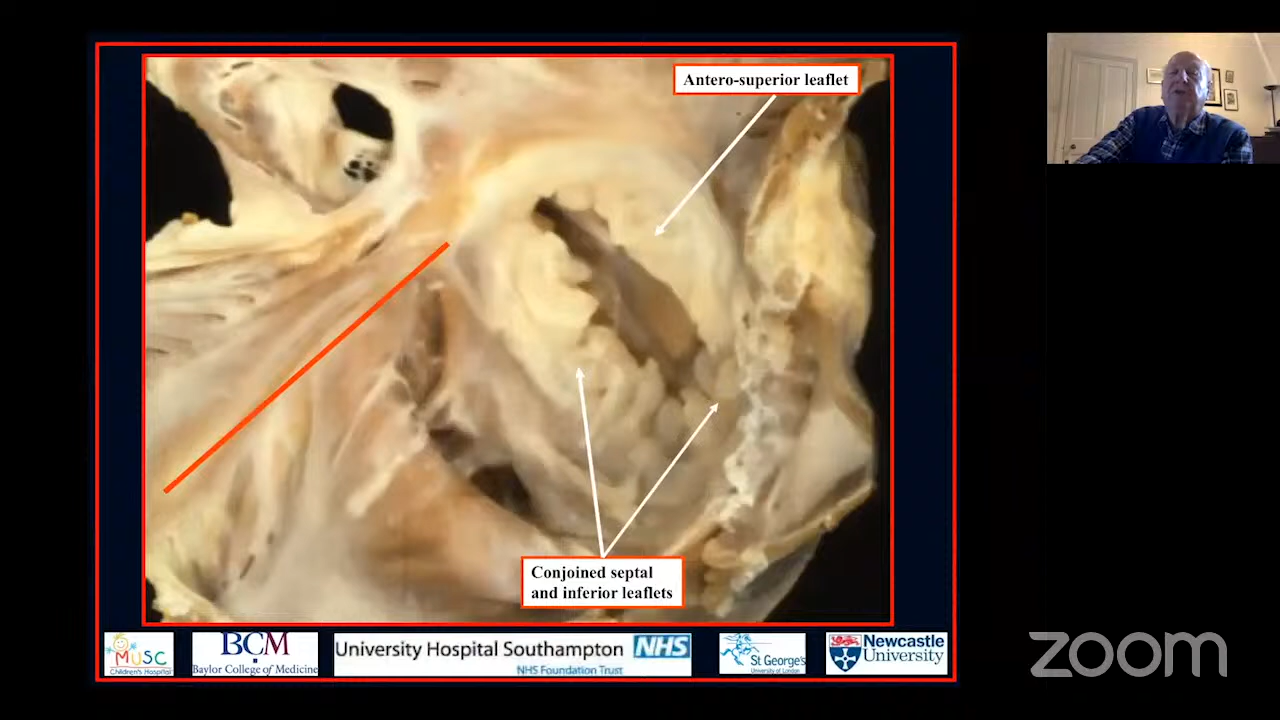 Antero-superior leaflet
Conjoined septal
and inferior leaflets
MUSC
Children's Hospital
BCM
Baylor College of Medicine
University Hospital Southampton NHS
NHS Foundation Trust
St George's
University of London
Newcastle
University
zoom